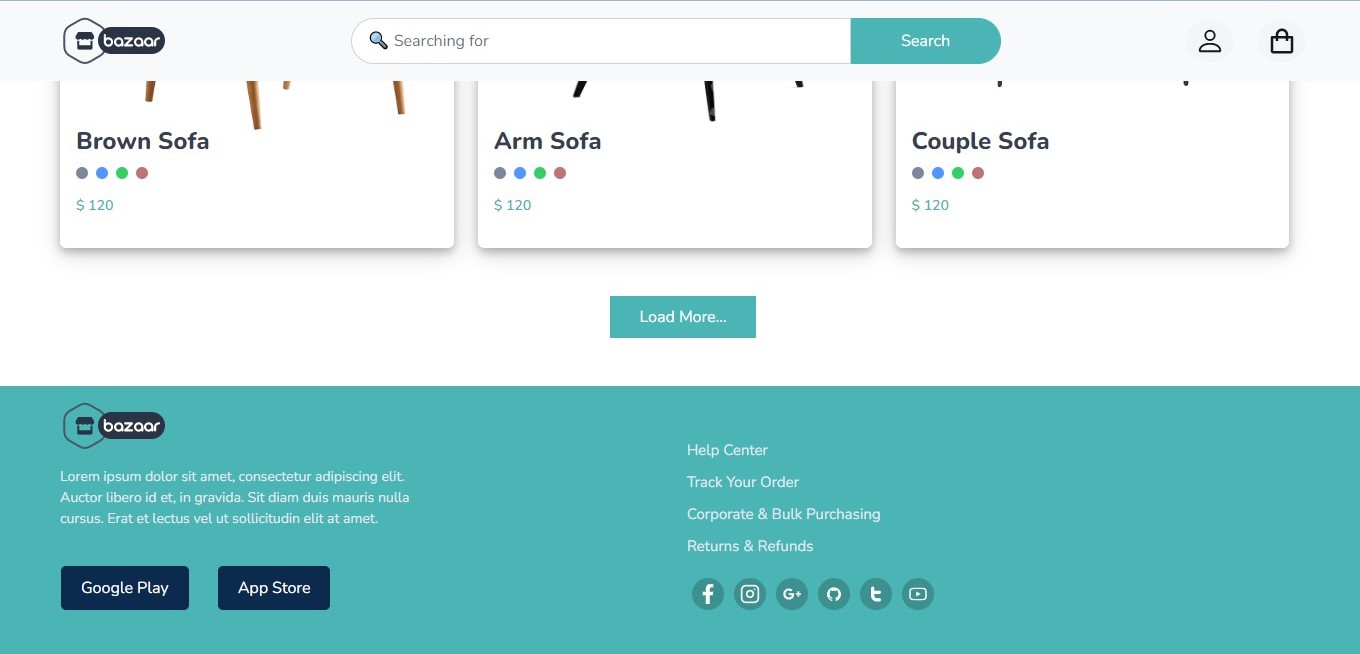 bazaar
Searching for
Search
Brown Sofa
$ 120
Arm Sofa
$ 120
Couple Sofa
$ 120
Load More...
bazaar
Lorem ipsum dolor sit amet, consectetur adipiscing elit.
Auctor libero id et, in gravida. Sit diam duis mauris nulla
cursus. Erat et lectus vel ut sollicitudin elit at amet.
Google Play
App Store
Help Center
Track Your Order
Corporate & Bulk Purchasing
Returns & Refunds
f
G+
t